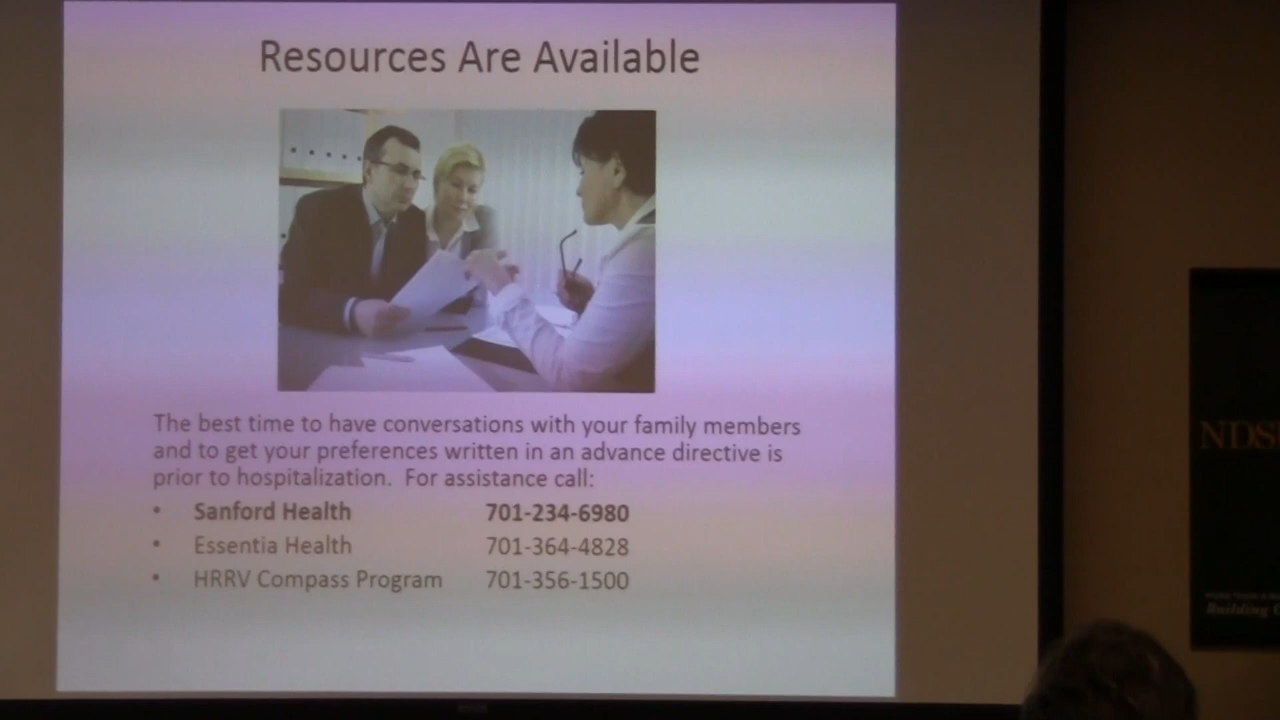 Resources Are Available
The best time to have conversations with your family members
and to get your preferences written in an advance directive is
prior to hospitalization. For assistance call:
• Sanford Health 701-234-6980
• Essentia Health 701-364-4828
• HRRV Compass Program 701-356-1500
NDS
Building